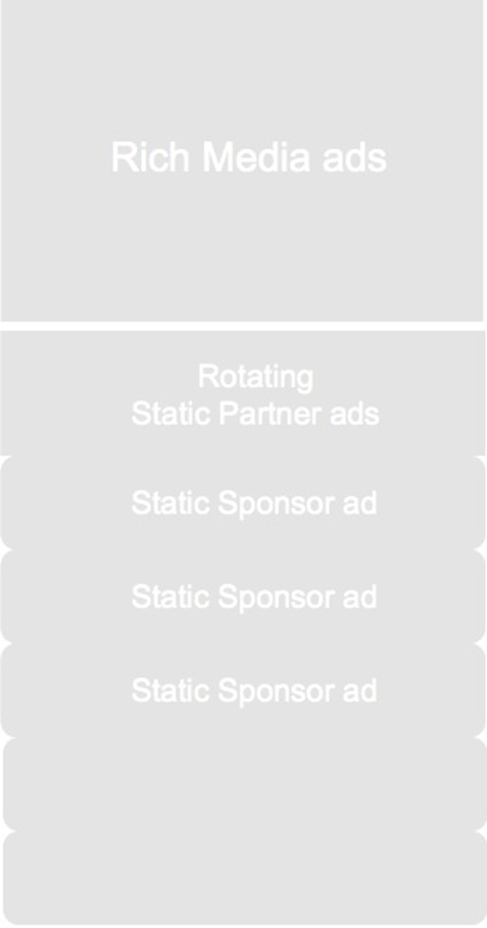 Rich Media ads
Rotating
Static Partner ads
Static Sponsor ad
Static Sponsor ad
Static Sponsor ad